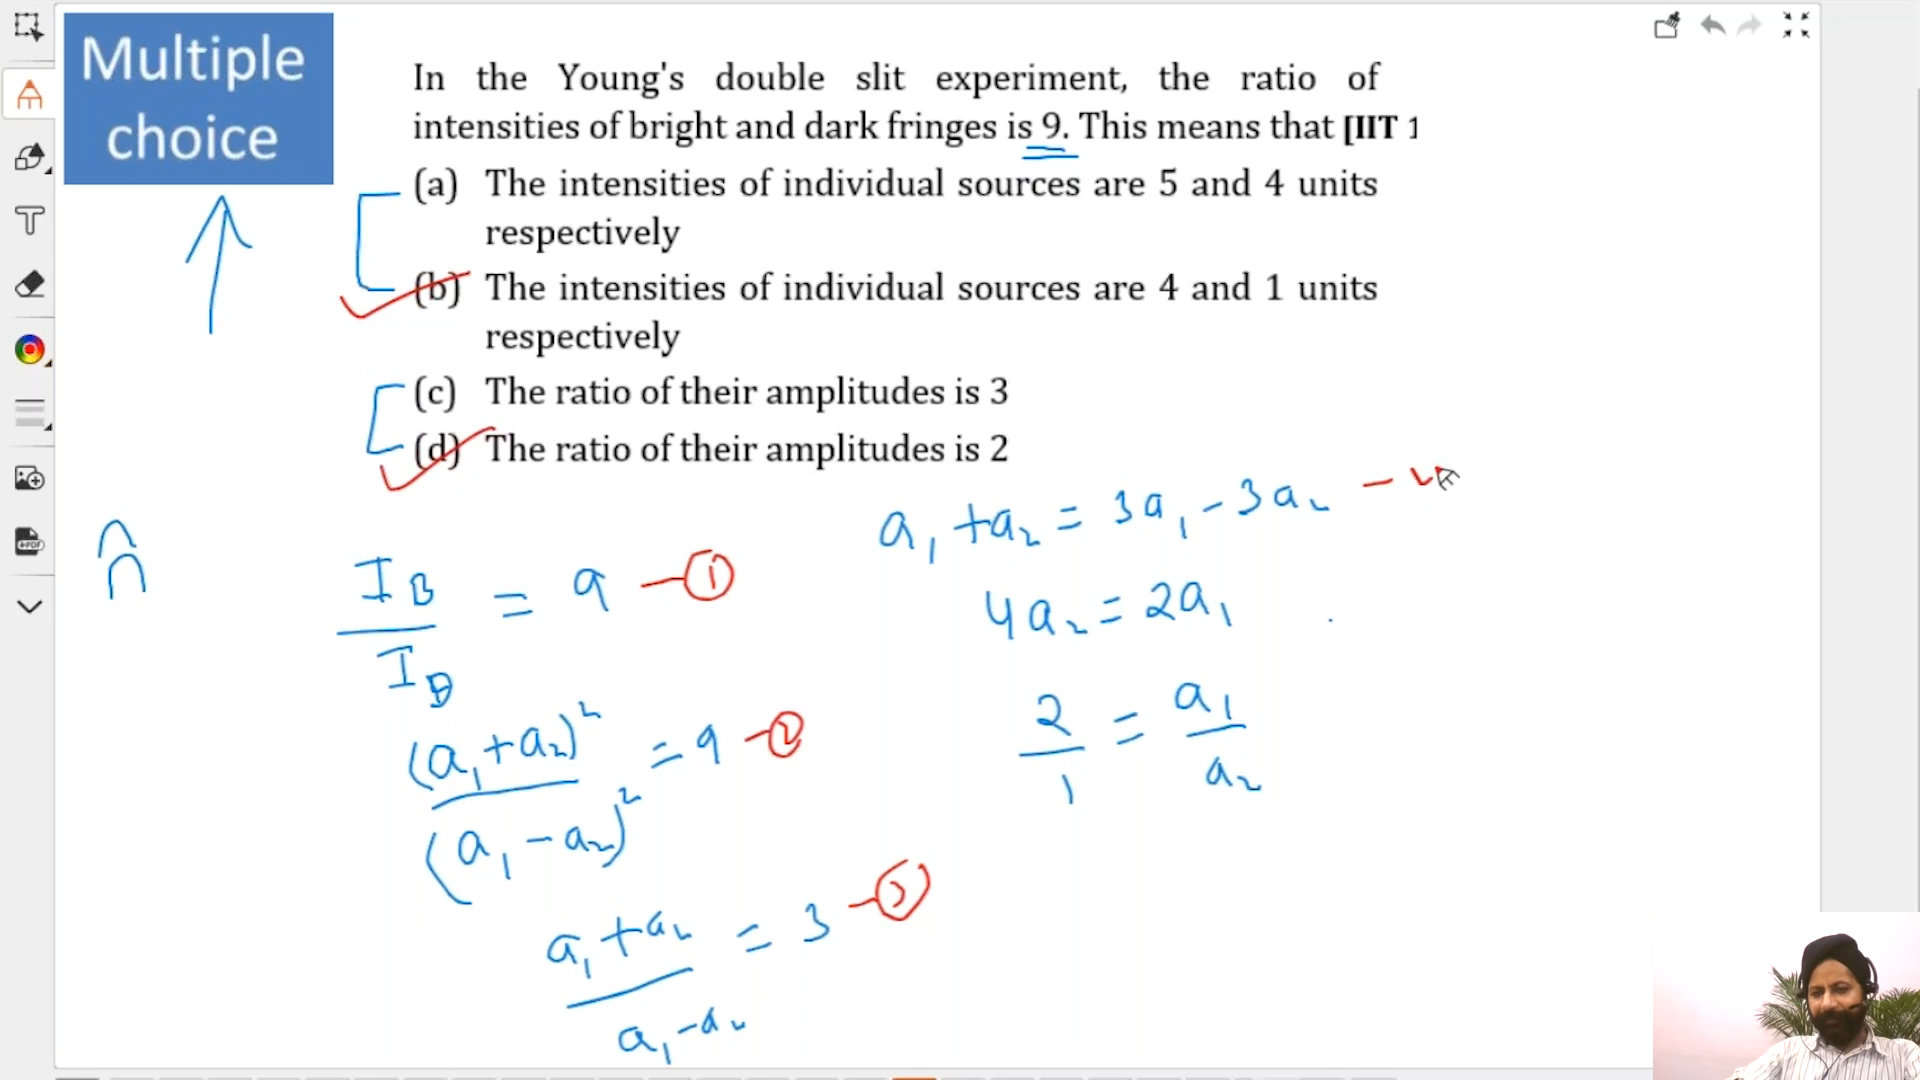 Multiple
choice
In the Young's double slit experiment, the ratio of
intensities of bright and dark fringes is 9. This means that [IIT 1
(a) The intensities of individual sources are 5 and 4 units
respectively
(b) The intensities of individual sources are 4 and 1 units
respectively
(c) The ratio of their amplitudes is 3
(d) The ratio of their amplitudes is 2
a₁ + a₂ = 3a₁ - 3a₂ -
I_B / I_D = 9 - ①
4a₂ = 2a₁
(a₁ + a₂)² / (a₁ - a₂)² = 9 - ②
2 / 1 = a₁ / a₂
a₁ + a₂ / a₁ - a₂ = 3 - ③